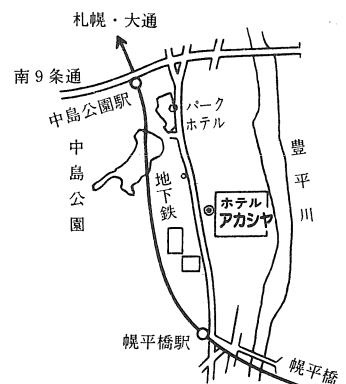 札幌・大通
南9条通
中島公園駅
パーク
ホテル
中島公園
地下鉄
豊平川
ホテル
アカシヤ
幌平橋駅
幌平橋